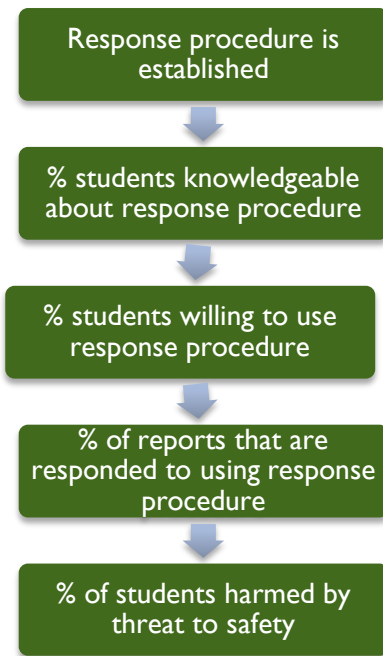 Response procedure is
established
% students knowledgeable
about response procedure
% students willing to use
response procedure
% of reports that are
responded to using response
procedure
% of students harmed by
threat to safety